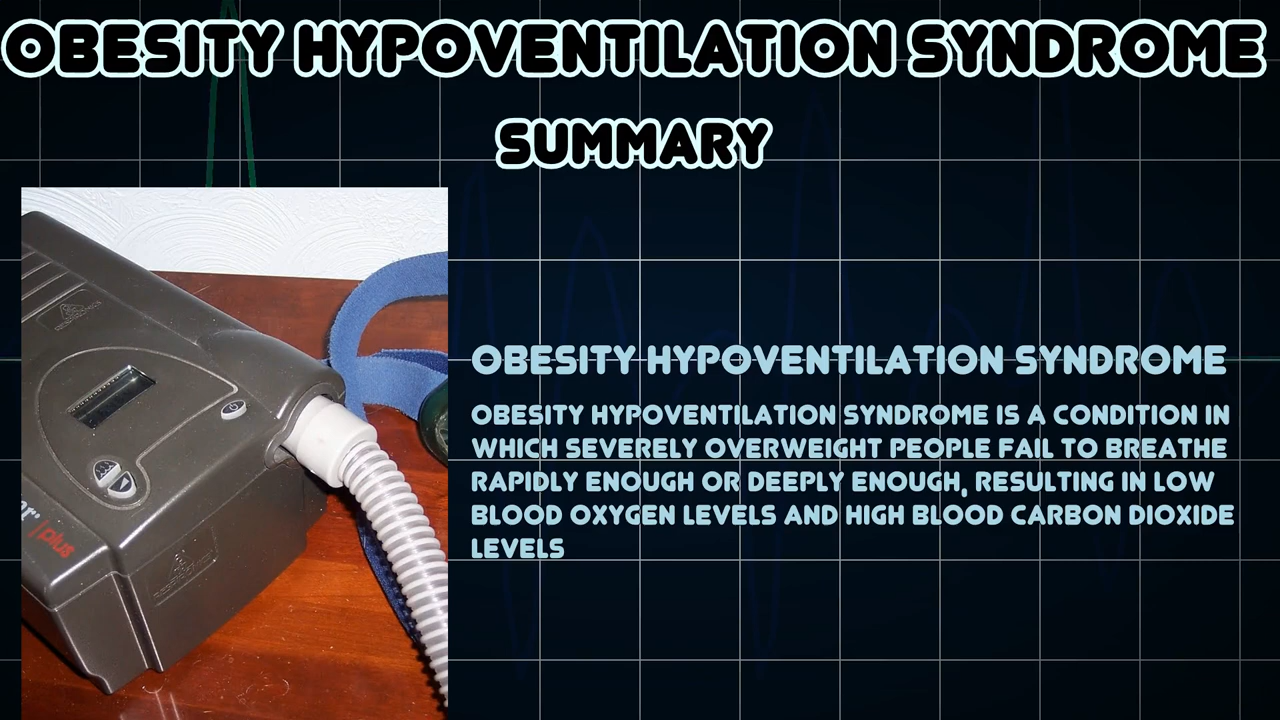 OBESITY HYPOVENTILATION SYNDROME
SUMMARY
OBESITY HYPOVENTILATION SYNDROME
OBESITY HYPOVENTILATION SYNDROME IS A CONDITION IN
WHICH SEVERELY OVERWEIGHT PEOPLE FAIL TO BREATHE
RAPIDLY ENOUGH OR DEEPLY ENOUGH, RESULTING IN LOW
BLOOD OXYGEN LEVELS AND HIGH BLOOD CARBON DIOXIDE
LEVELS
plus